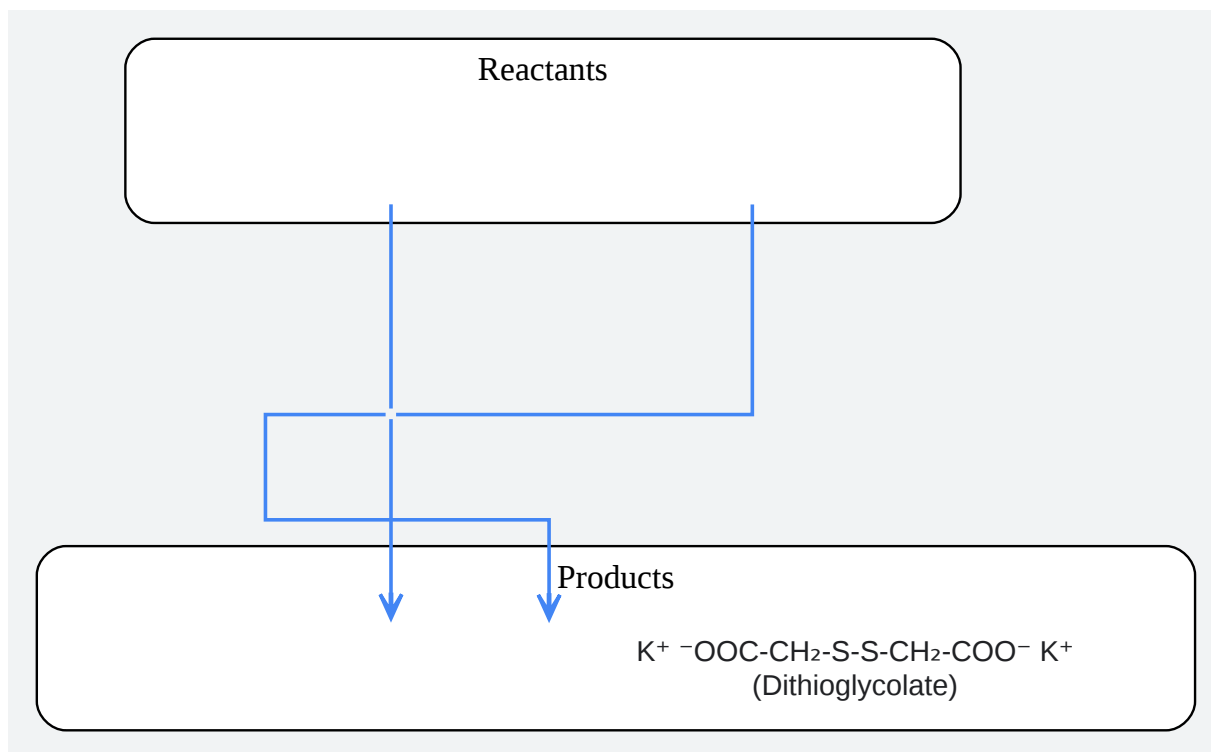 Reactants
Products
K⁺ ⁻OOC-CH₂-S-S-CH₂-COO⁻ K⁺
(Dithioglycolate)